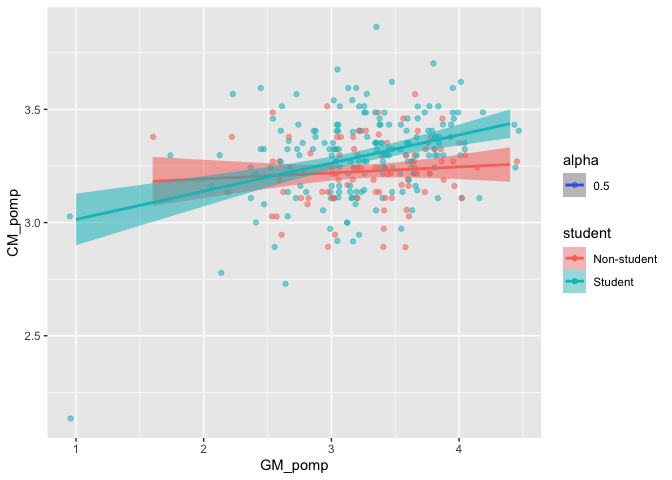 3.5
3.0
2.5
CM_pomp
1 2 3 4
GM_pomp
alpha
0.5
student
Non-student
Student